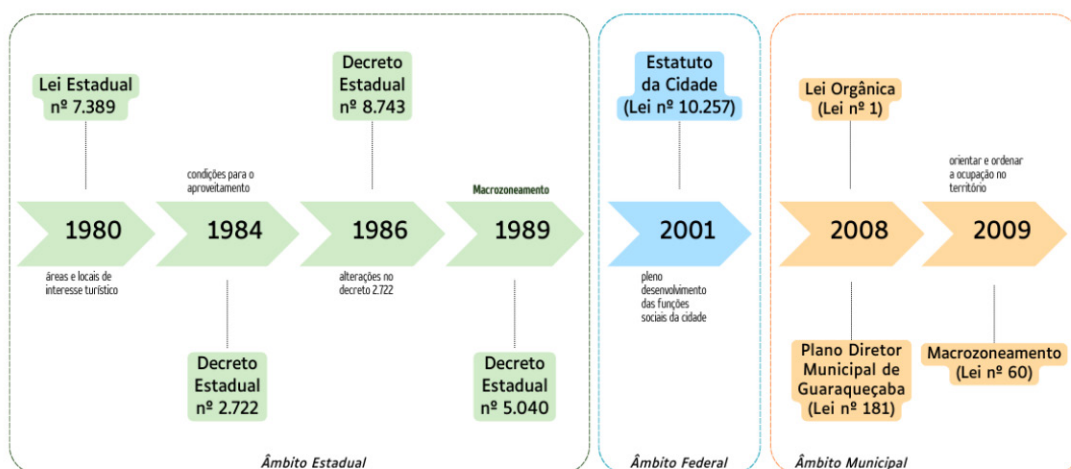 Lei Estadual
nº 7.389
Decreto
Estadual
nº 8.743
Estatuto
da Cidade
(Lei nº 10.257)
Lei Orgânica
(Lei nº 1)
condições para o
aproveitamento
Macrozoneamento
orientar e ordenar
a ocupação no
território
1980
1984
1986
1989
2001
2008
2009
áreas e locais de
interesse turístico
alterações no
decreto 2.722
pleno
desenvolvimento
das funções
sociais da cidade
Decreto
Estadual
nº 2.722
Decreto
Estadual
nº 5.040
Plano Diretor
Municipal de
Guaraqueçaba
(Lei nº 181)
Macrozoneamento
(Lei nº 60)
Âmbito Estadual
Âmbito Federal
Âmbito Municipal